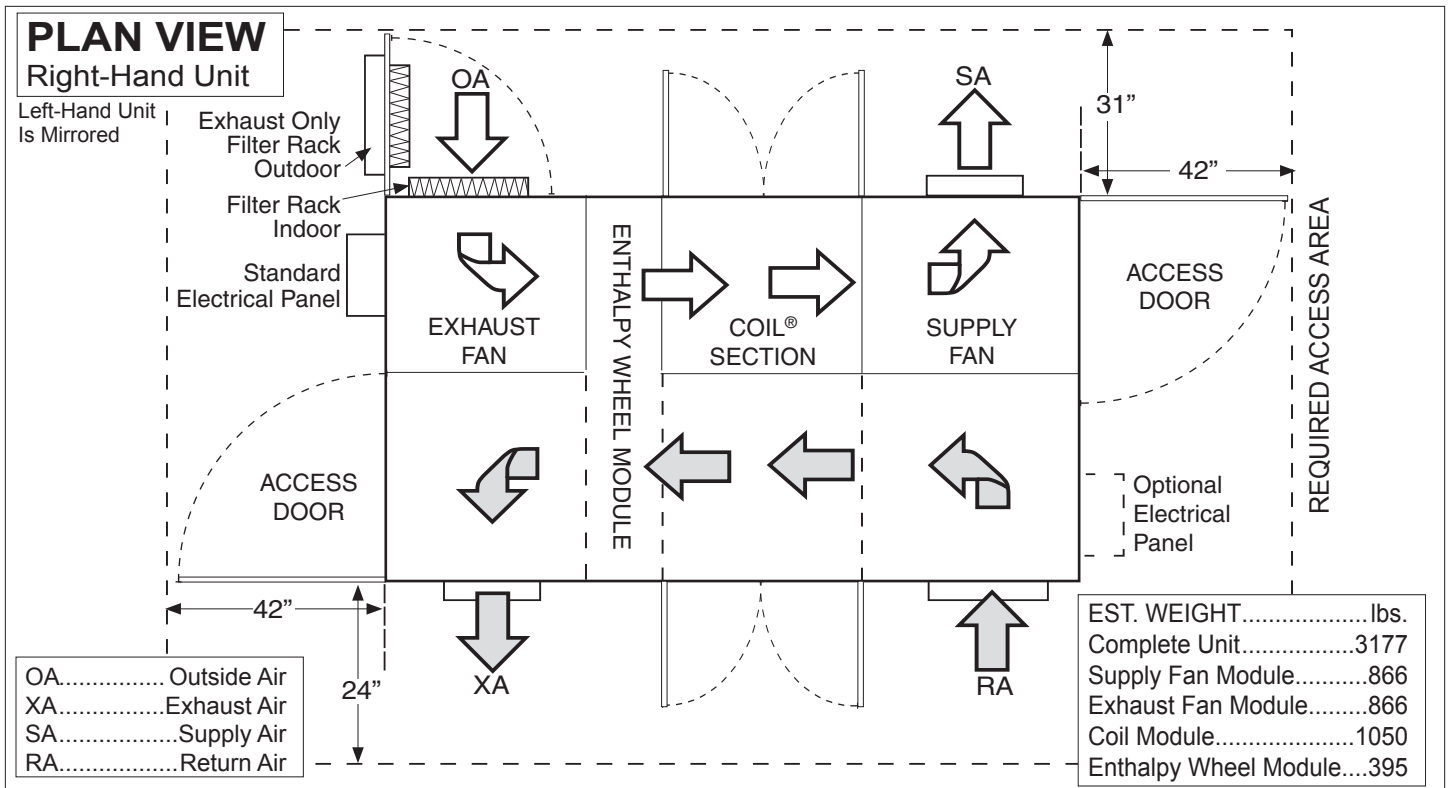 PLAN VIEW
Right-Hand Unit
Left-Hand Unit
Is Mirrored
Exhaust Only
Filter Rack
Outdoor
Filter Rack
Indoor
Standard
Electrical Panel
OA
SA
31”
42”
EXHAUST
FAN
ENTHALPY WHEEL MODULE
COIL®
SECTION
SUPPLY
FAN
ACCESS
DOOR
REQUIRED ACCESS AREA
ACCESS
DOOR
Optional
Electrical
Panel
42”
24”
XA
RA
OA................ Outside Air
XA.................Exhaust Air
SA..................Supply Air
RA..................Return Air
EST. WEIGHT...................lbs.
Complete Unit.................3177
Supply Fan Module...........866
Exhaust Fan Module.........866
Coil Module.....................1050
Enthalpy Wheel Module....395